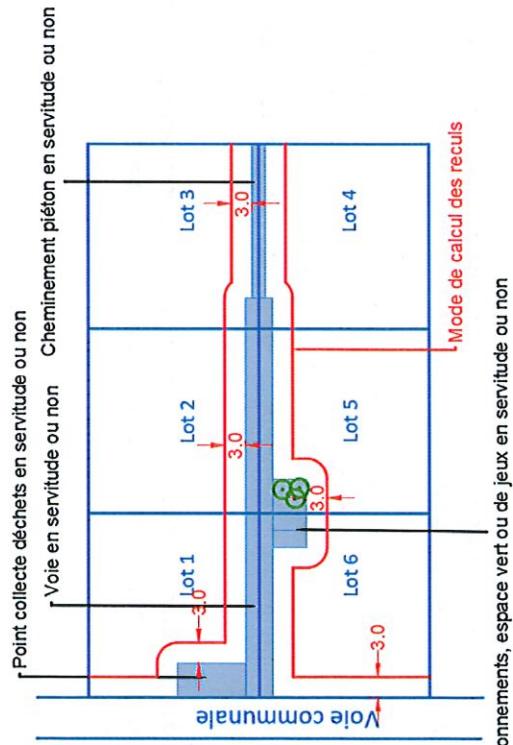 Point collecte déchets en servitude ou non
Voie en servitude ou non
Cheminement piéton en servitude ou non
Lot 1
Lot 2
Lot 3
3.0
3.0
3.0
Voie communale
Lot 6
Lot 5
Lot 4
3.0
3.0
Mode de calcul des reculs
onnements, espace vert ou de jeux en servitude ou non